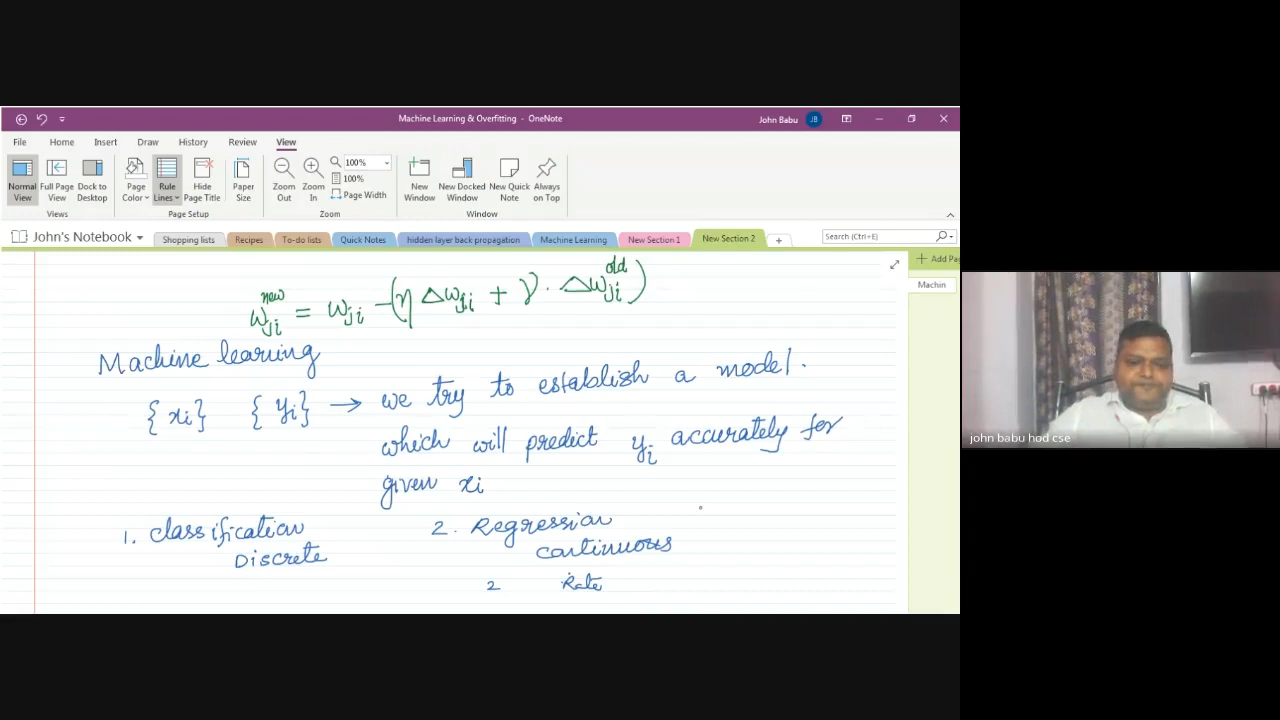 Machine Learning & Overfitting - OneNote
John Babu JB
File Home Insert Draw History Review View
Normal View
Full Page View
Dock to Desktop
Page Color
Rule Lines
Hide Page Title
Paper Size
Zoom Out
Zoom In
100%
100%
Page Width
New Window
New Docked Window
New Quick Note
Always on Top
Views Page Setup Zoom Window
John's Notebook Shopping lists Recipes To-do lists Quick Notes hidden layer back propagation Machine Learning New Section 1 New Section 2 + Search (Ctrl+E)
+ Add Pa
Machin
w_ji^new = w_ji - (η Δw_ji + γ · Δw_ji^old)
Machine learning
{xi} {yi} → we try to establish a model.
which will predict yi accurately for
given xi
1. Classification 2. Regression
Discrete continuous
2 Rate
john babu hod cse